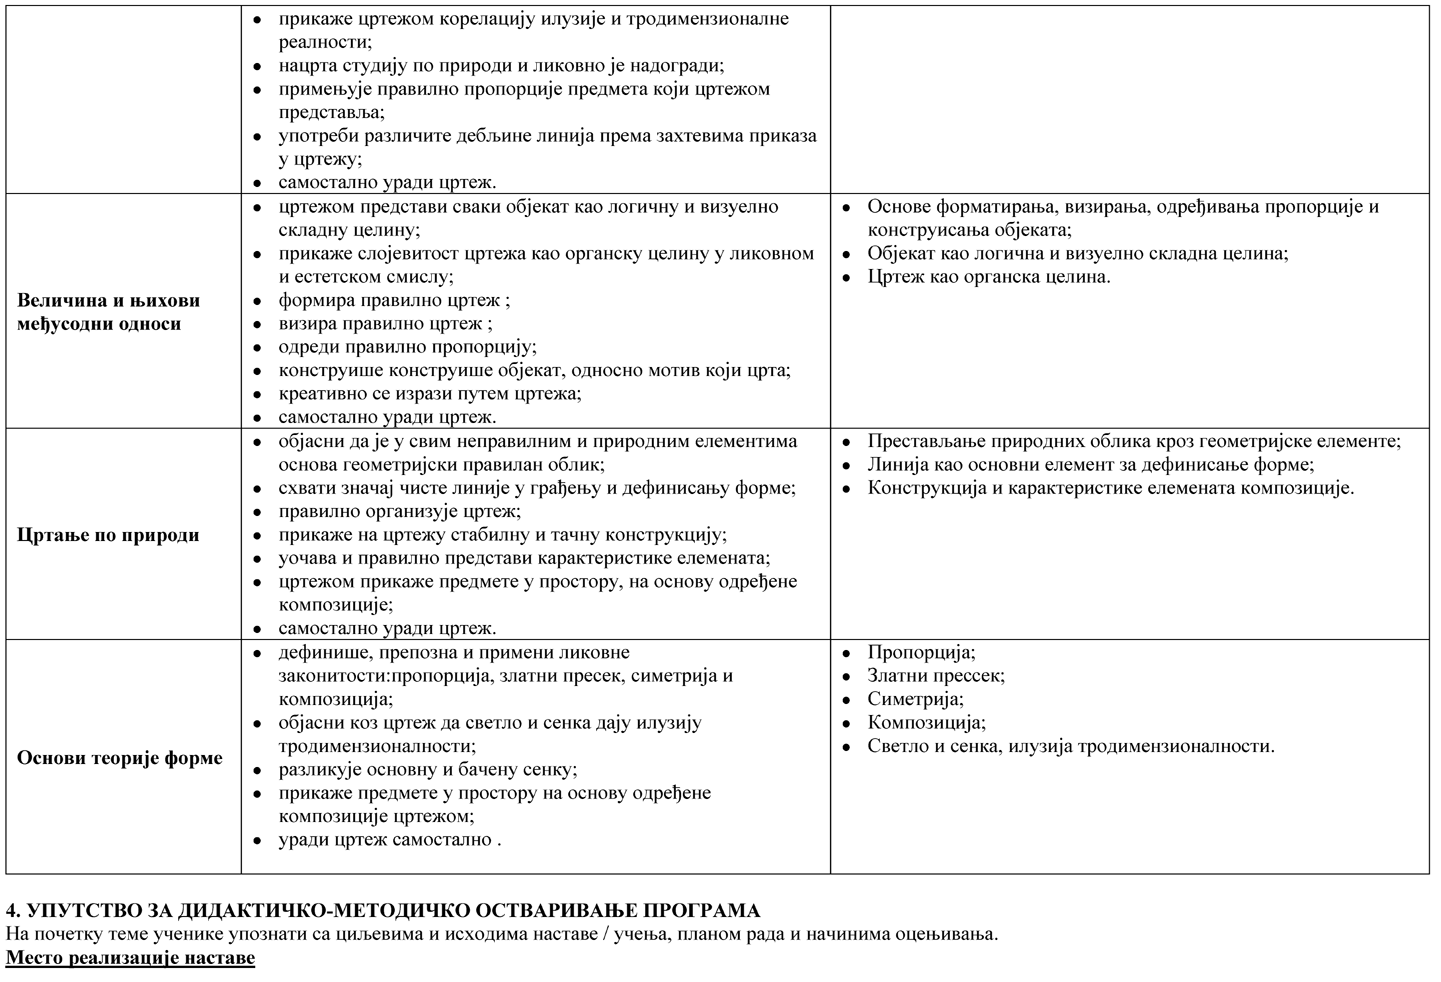 • прикаже цртежом корелацију илузије и тродимензионалне
реалности;
• нацрта студију по природи и ликовно је надогради;
• примењује правилно пропорције предмета који цртежом
представља;
• употреби различите дебљине линија према захтевима приказа
у цртежу;
• самостално уради цртеж.
Величина и њихови
међусодни односи
• цртежом представи сваки објекат као логичну и визуелно
складну целину;
• прикаже слојевитост цртежа као органску целину у ликовном
и естетском смислу;
• формира правилно цртеж ;
• визира правилно цртеж ;
• одреди правилно пропорцију;
• конструише конструише објекат, односно мотив који црта;
• креативно се изрази путем цртежа;
• самостално уради цртеж.
• Основе форматирања, визирања, одређивања пропорције и
конструисања објеката;
• Објекат као логична и визуелно складна целина;
• Цртеж као органска целина.
Цртање по природи
• објасни да је у свим неправилним и природним елементима
основа геометријски правилан облик;
• схвати значај чисте линије у грађењу и дефинисању форме;
• правилно организује цртеж;
• прикаже на цртежу стабилну и тачну конструкцију;
• уочава и правилно представи карактеристике елемената;
• цртежом прикаже предмете у простору, на основу одређене
композиције;
• самостално уради цртеж.
• Престављање природних облика кроз геометријске елементе;
• Линија као основни елемент за дефинисање форме;
• Конструкција и карактеристике елемената композиције.
Основи теорије форме
• дефинише, препозна и примени ликовне
законитости:пропорција, златни пресек, симетрија и
композиција;
• објасни коз цртеж да светло и сенка дају илузију
тродимензионалности;
• разликује основну и бачену сенку;
• прикаже предмете у простору на основу одређене
композиције цртежом;
• уради цртеж самостално .
• Пропорција;
• Златни прессек;
• Симетрија;
• Композиција;
• Светло и сенка, илузија тродимензионалности.
4. УПУТСТВО ЗА ДИДАКТИЧКО-МЕТОДИЧКО ОСТВАРИВАЊЕ ПРОГРАМА
На почетку теме ученике упознати са циљевима и исходима наставе / учења, планом рада и начинима оцењивања.
Место реализације наставе